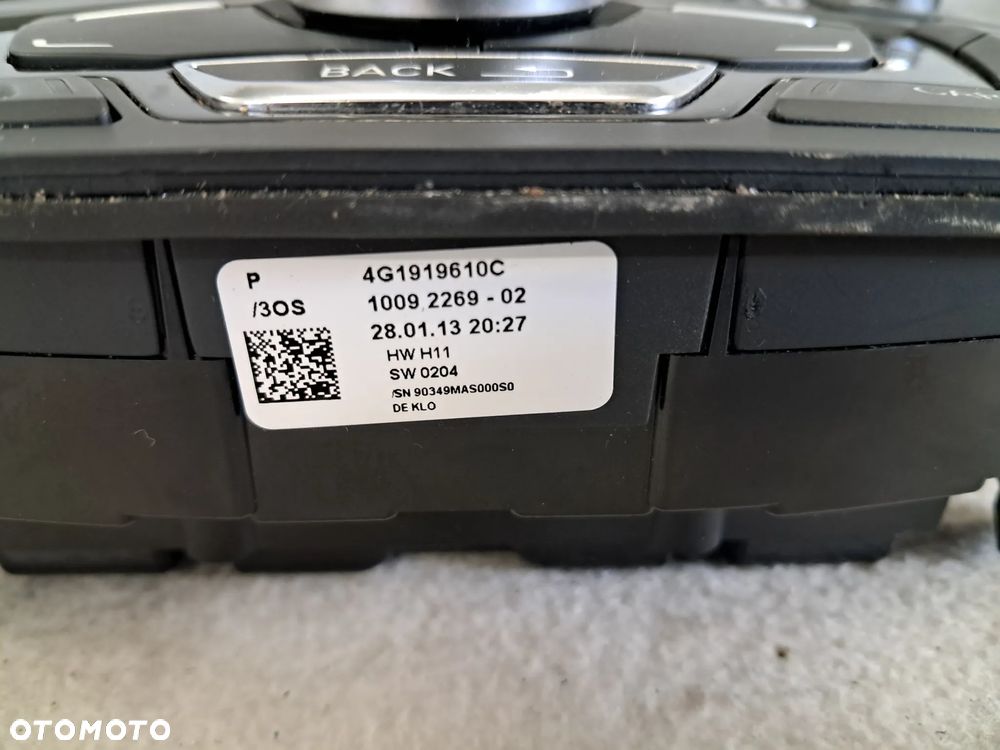 BACK
P 4G1919610C
/3OS 1009 2269 - 02
28.01.13 20:27
HW H11
SW 0204
/SN 90349MAS000S0
DE KLO
OTOMOTO